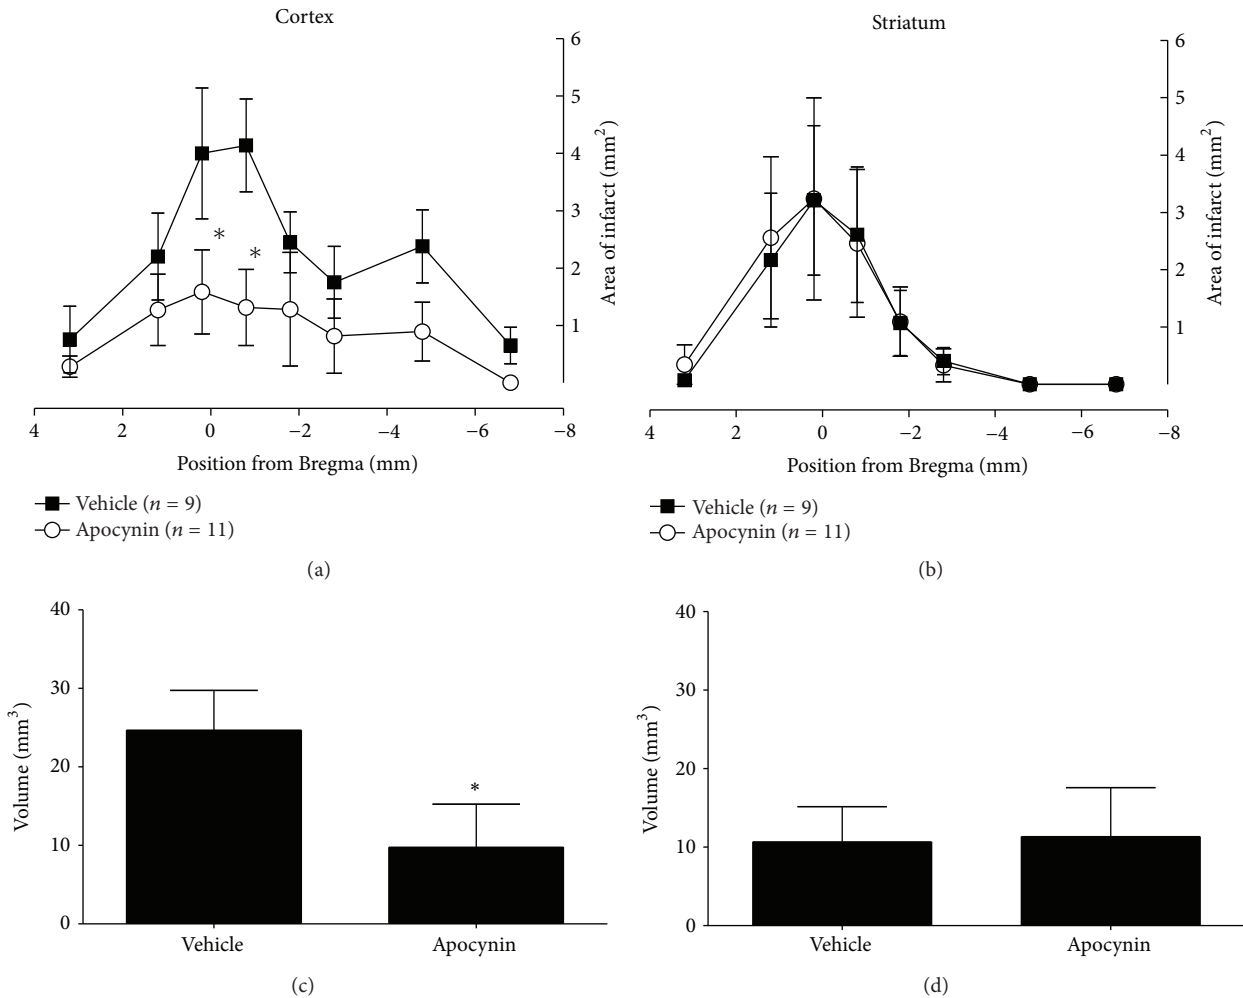 Cortex
6
5
4
3
2
1
Area of infarct (mm²)
*
*
4 2 0 −2 −4 −6 −8
Position from Bregma (mm)
Vehicle (n = 9)
Apocynin (n = 11)
(a)
Striatum
6
5
4
3
2
1
Area of infarct (mm²)
4 2 0 −2 −4 −6 −8
Position from Bregma (mm)
Vehicle (n = 9)
Apocynin (n = 11)
(b)
40
30
20
10
0
Volume (mm³)
*
Vehicle Apocynin
(c)
40
30
20
10
0
Volume (mm³)
Vehicle Apocynin
(d)